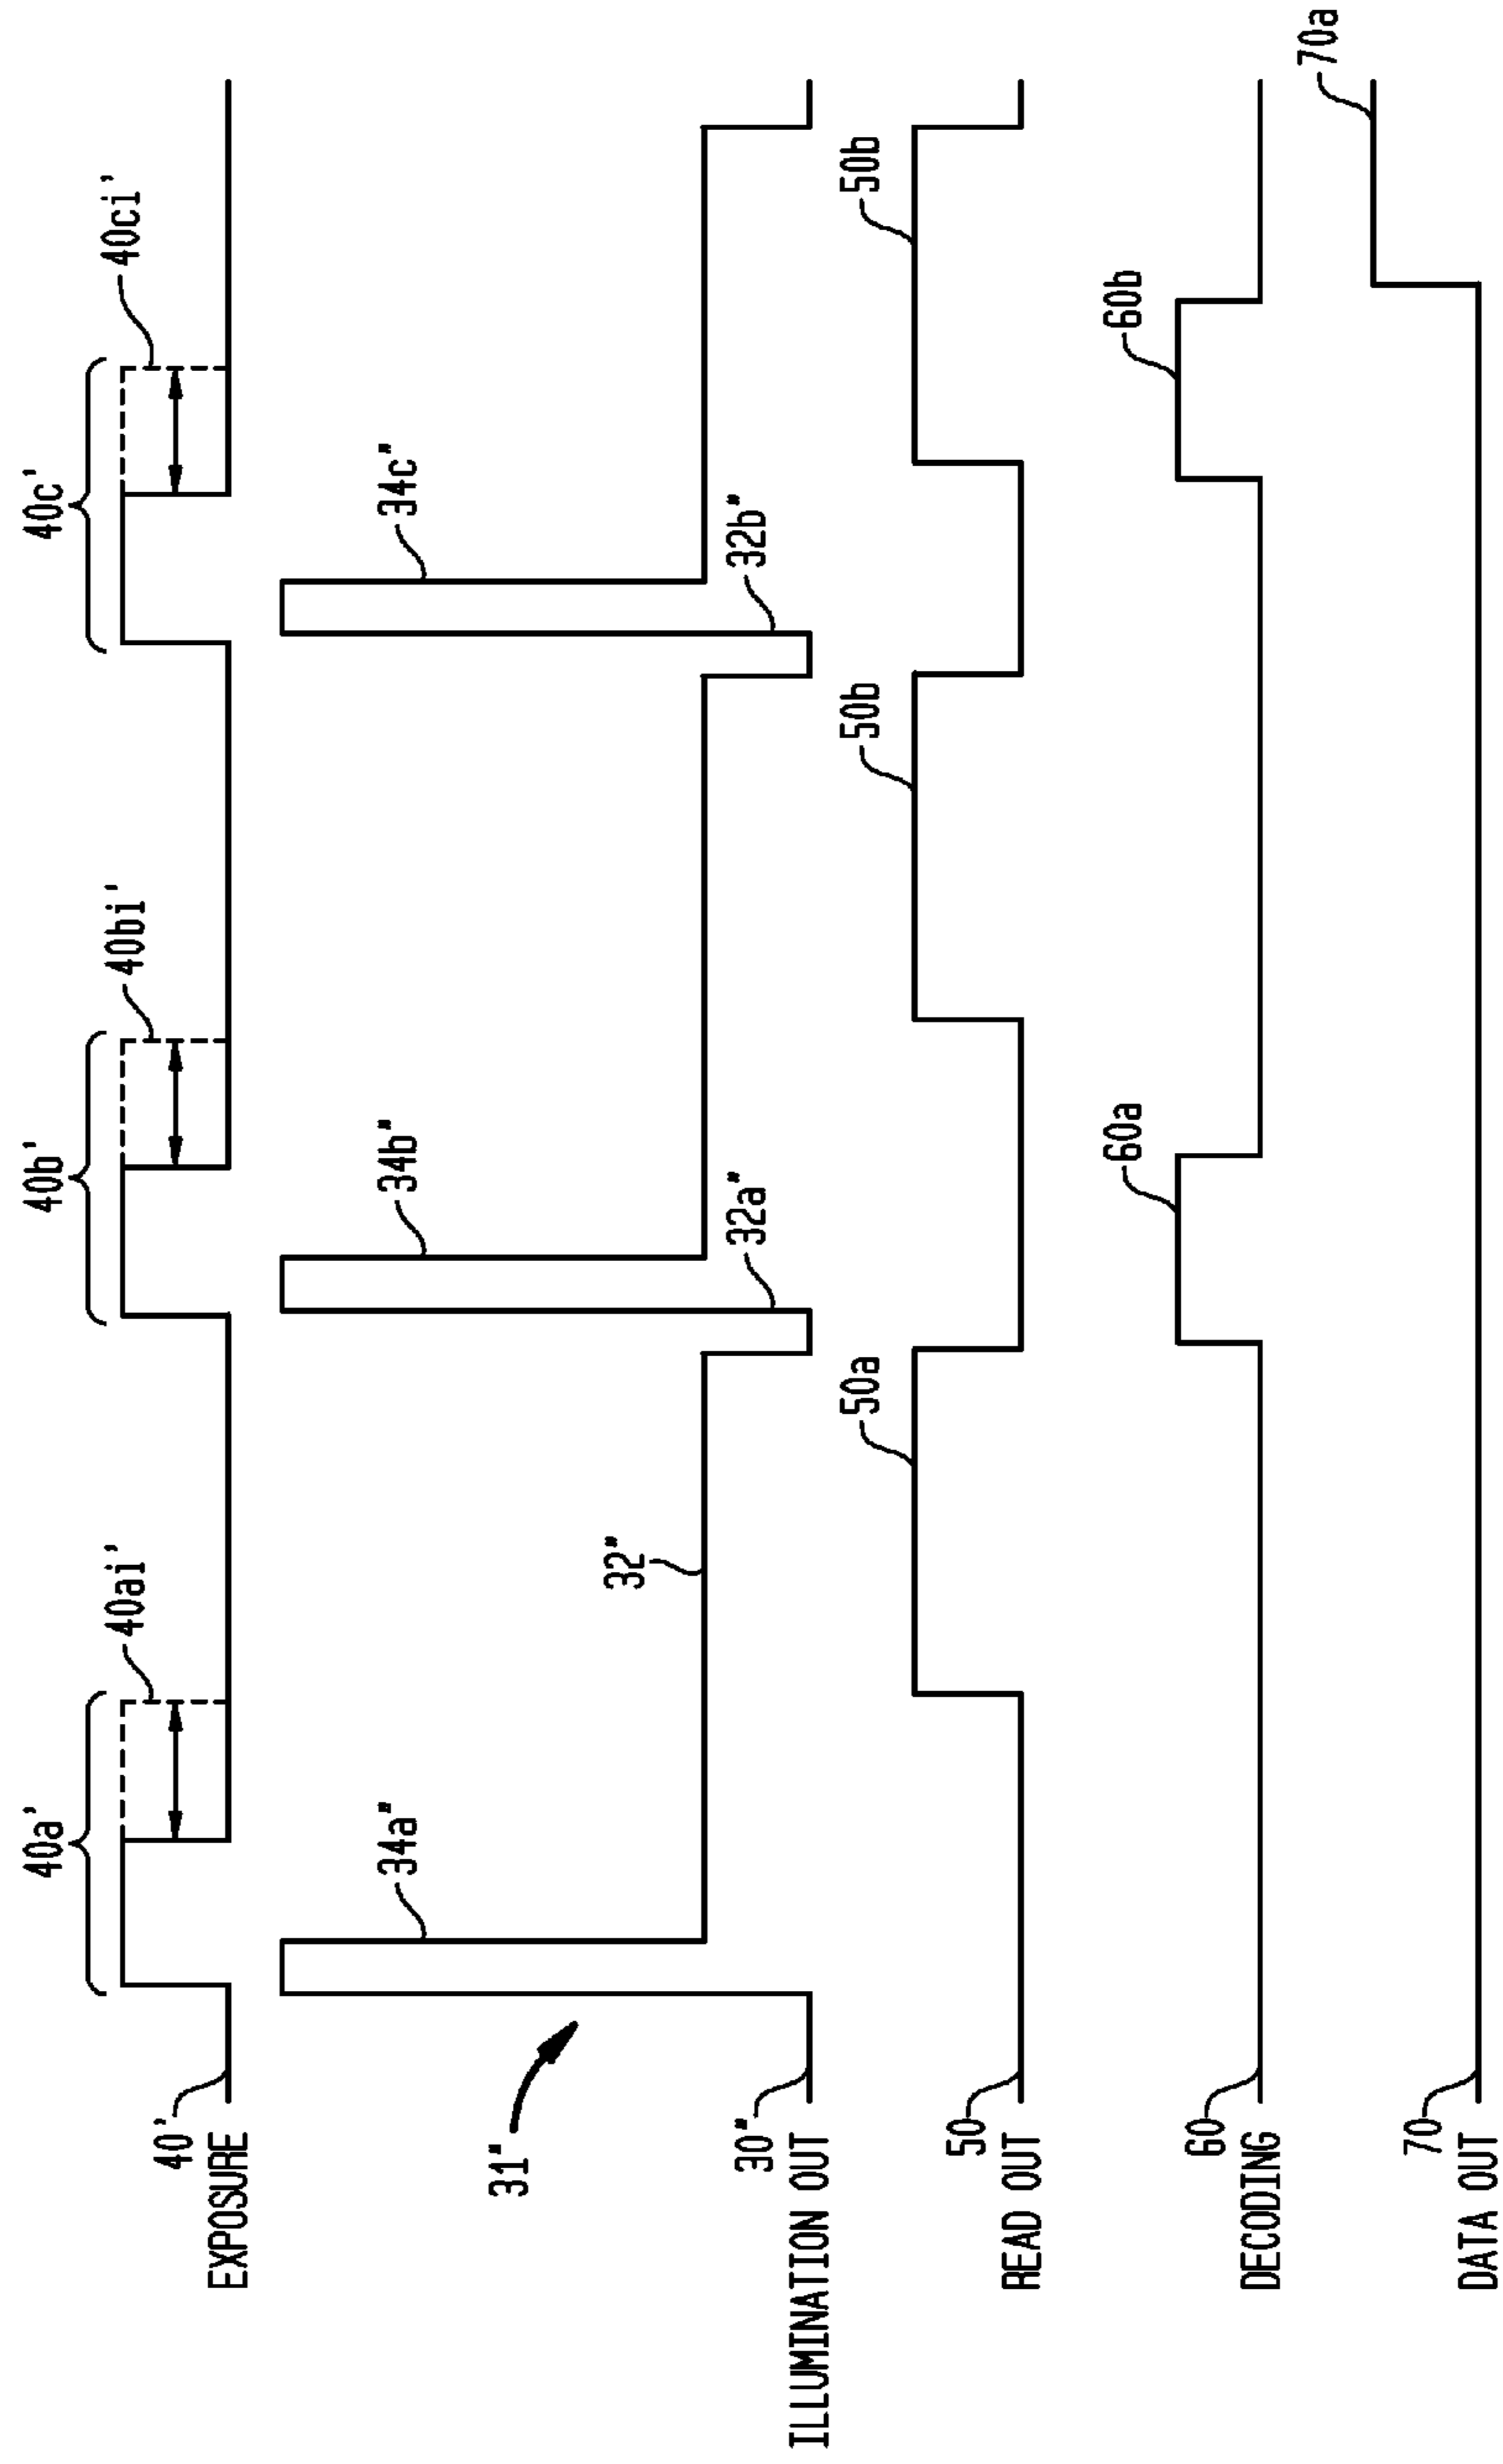 40a'
40b'
40c'
40ai'
40bi'
40ci'
40'
EXPOSURE
34a"
34b"
34c"
31"
32"
32a"
32b"
30"
ILLUMINATION OUT
50a
50b
50b
50
READ OUT
60a
60b
60
DECODING
70a
70
DATA OUT